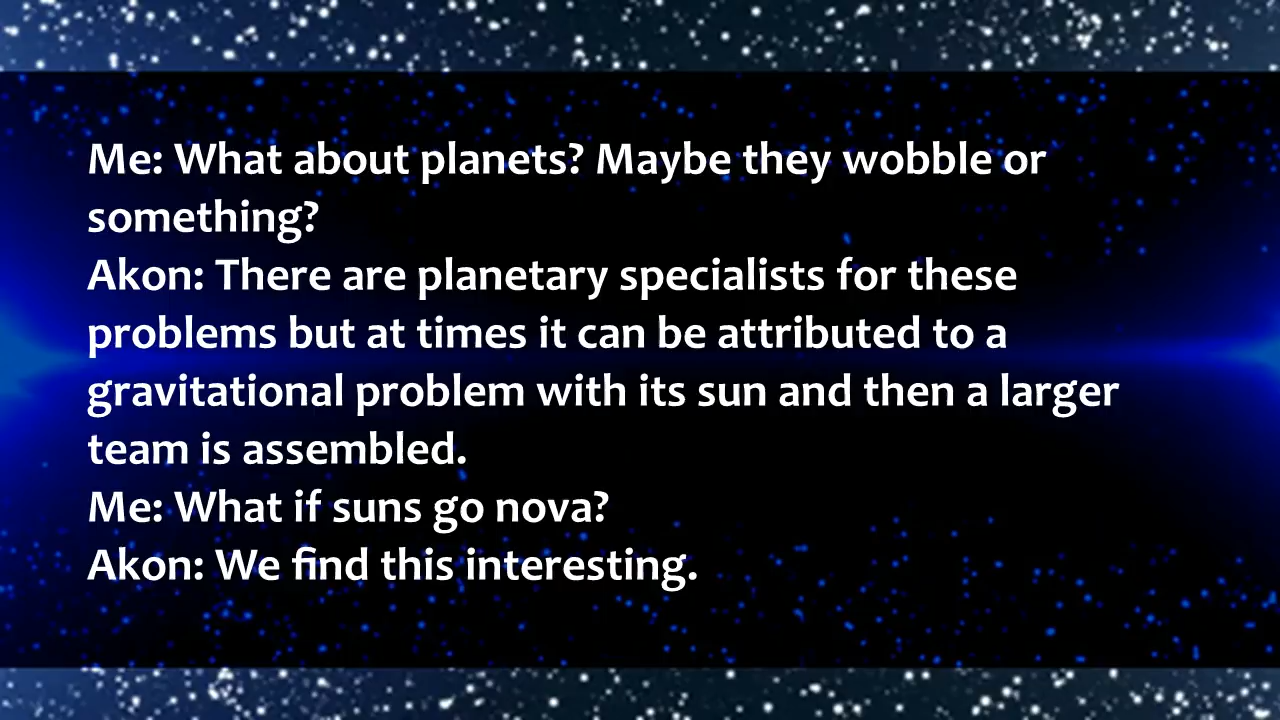 Me: What about planets? Maybe they wobble or
something?
Akon: There are planetary specialists for these
problems but at times it can be attributed to a
gravitational problem with its sun and then a larger
team is assembled.
Me: What if suns go nova?
Akon: We find this interesting.